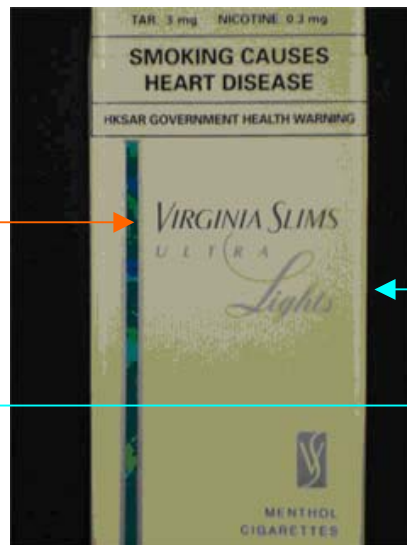 TAR 3 mg NICOTINE 0.3 mg
SMOKING CAUSES
HEART DISEASE
HKSAR GOVERNMENT HEALTH WARNING
VIRGINIA SLIMS
ULTRA
Lights
VS
MENTHOL
CIGARETTES